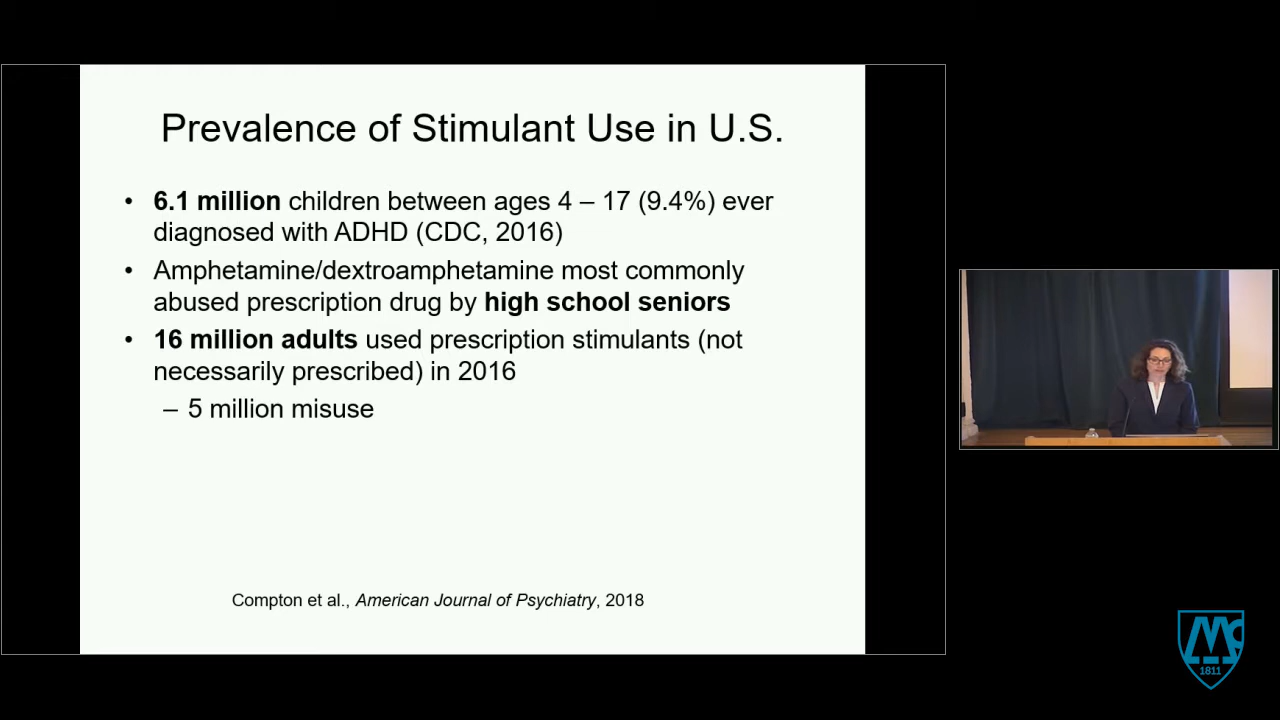 Prevalence of Stimulant Use in U.S.
• 6.1 million children between ages 4 – 17 (9.4%) ever
diagnosed with ADHD (CDC, 2016)
• Amphetamine/dextroamphetamine most commonly
abused prescription drug by high school seniors
• 16 million adults used prescription stimulants (not
necessarily prescribed) in 2016
– 5 million misuse
Compton et al., American Journal of Psychiatry, 2018
Mc
1811